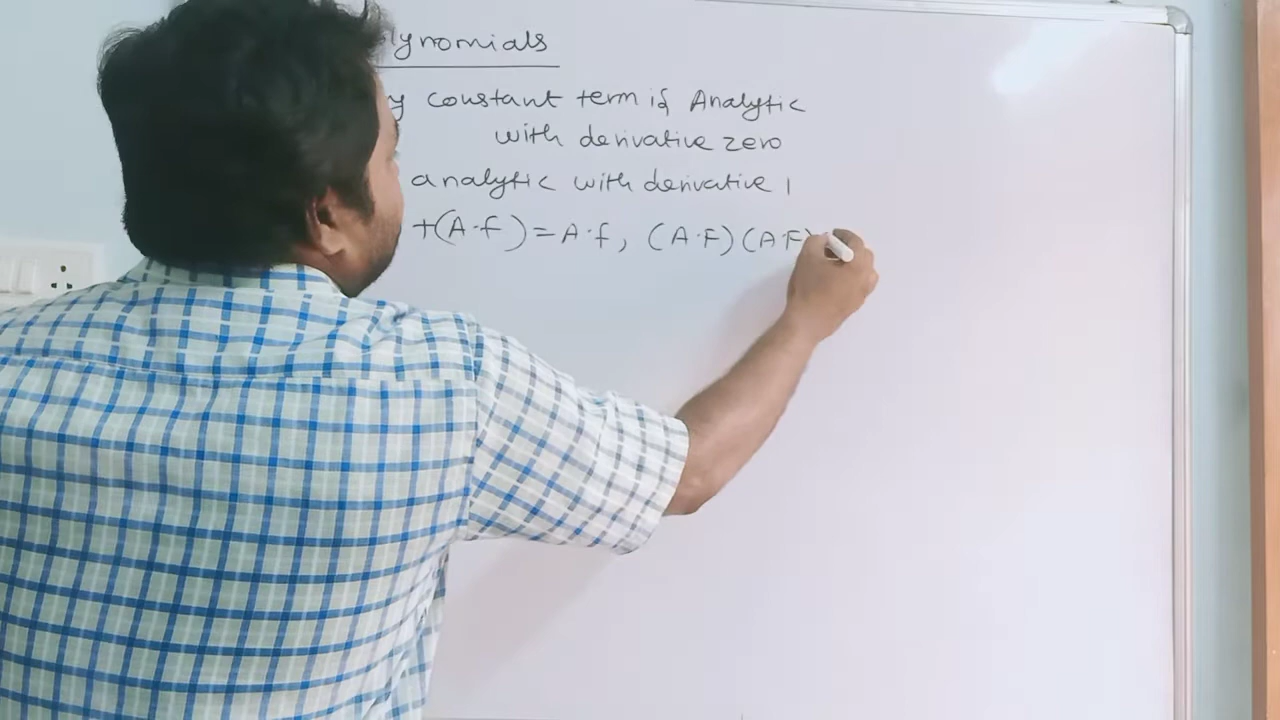 lynomials
y constant term is Analytic
with derivative zero
analytic with derivative 1
+(A·f)=A·f, (A·F)(A·F)